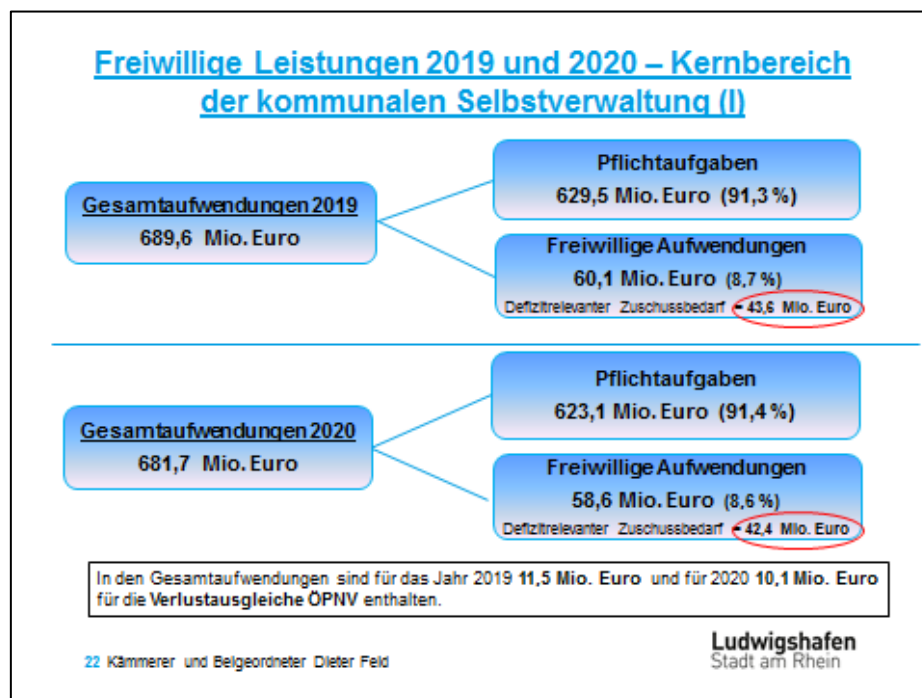 Freiwillige Leistungen 2019 und 2020 – Kernbereich
der kommunalen Selbstverwaltung (I)
Gesamtaufwendungen 2019
689,6 Mio. Euro
Pflichtaufgaben
629,5 Mio. Euro (91,3 %)
Freiwillige Aufwendungen
60,1 Mio. Euro (8,7 %)
Defizitrelevanter Zuschussbedarf = 43,6 Mio. Euro
Gesamtaufwendungen 2020
681,7 Mio. Euro
Pflichtaufgaben
623,1 Mio. Euro (91,4 %)
Freiwillige Aufwendungen
58,6 Mio. Euro (8,6 %)
Defizitrelevanter Zuschussbedarf = 42,4 Mio. Euro
In den Gesamtaufwendungen sind für das Jahr 2019 11,5 Mio. Euro und für 2020 10,1 Mio. Euro
für die Verlustausgleiche ÖPNV enthalten.
22 Kämmerer und Beigeordneter Dieter Feld
Ludwigshafen
Stadt am Rhein